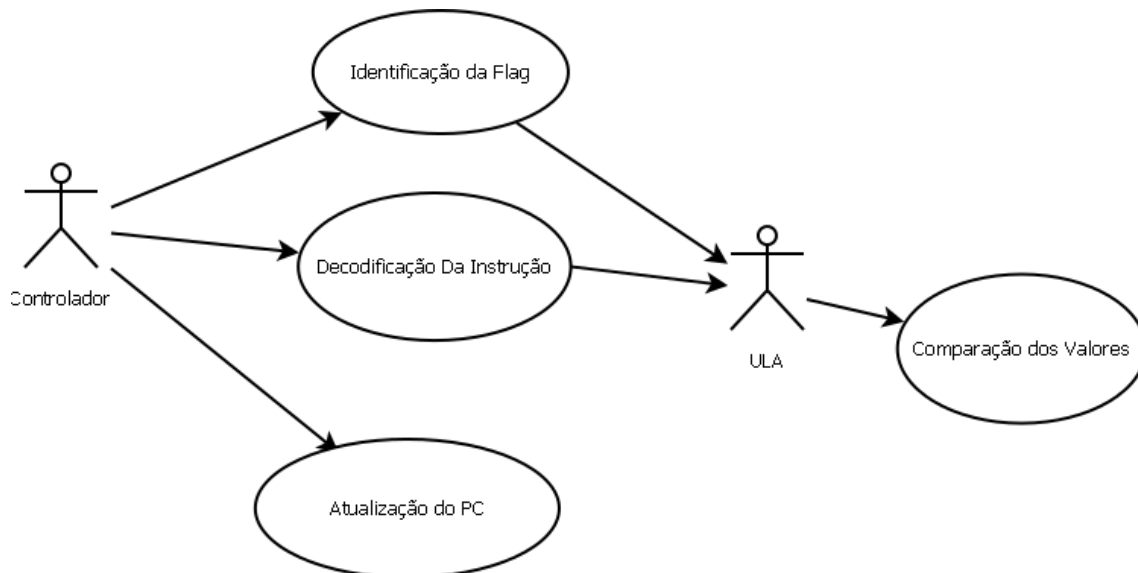 Identificação da Flag
Decodificação Da Instrução
Controlador
ULA
Comparação dos Valores
Atualização do PC